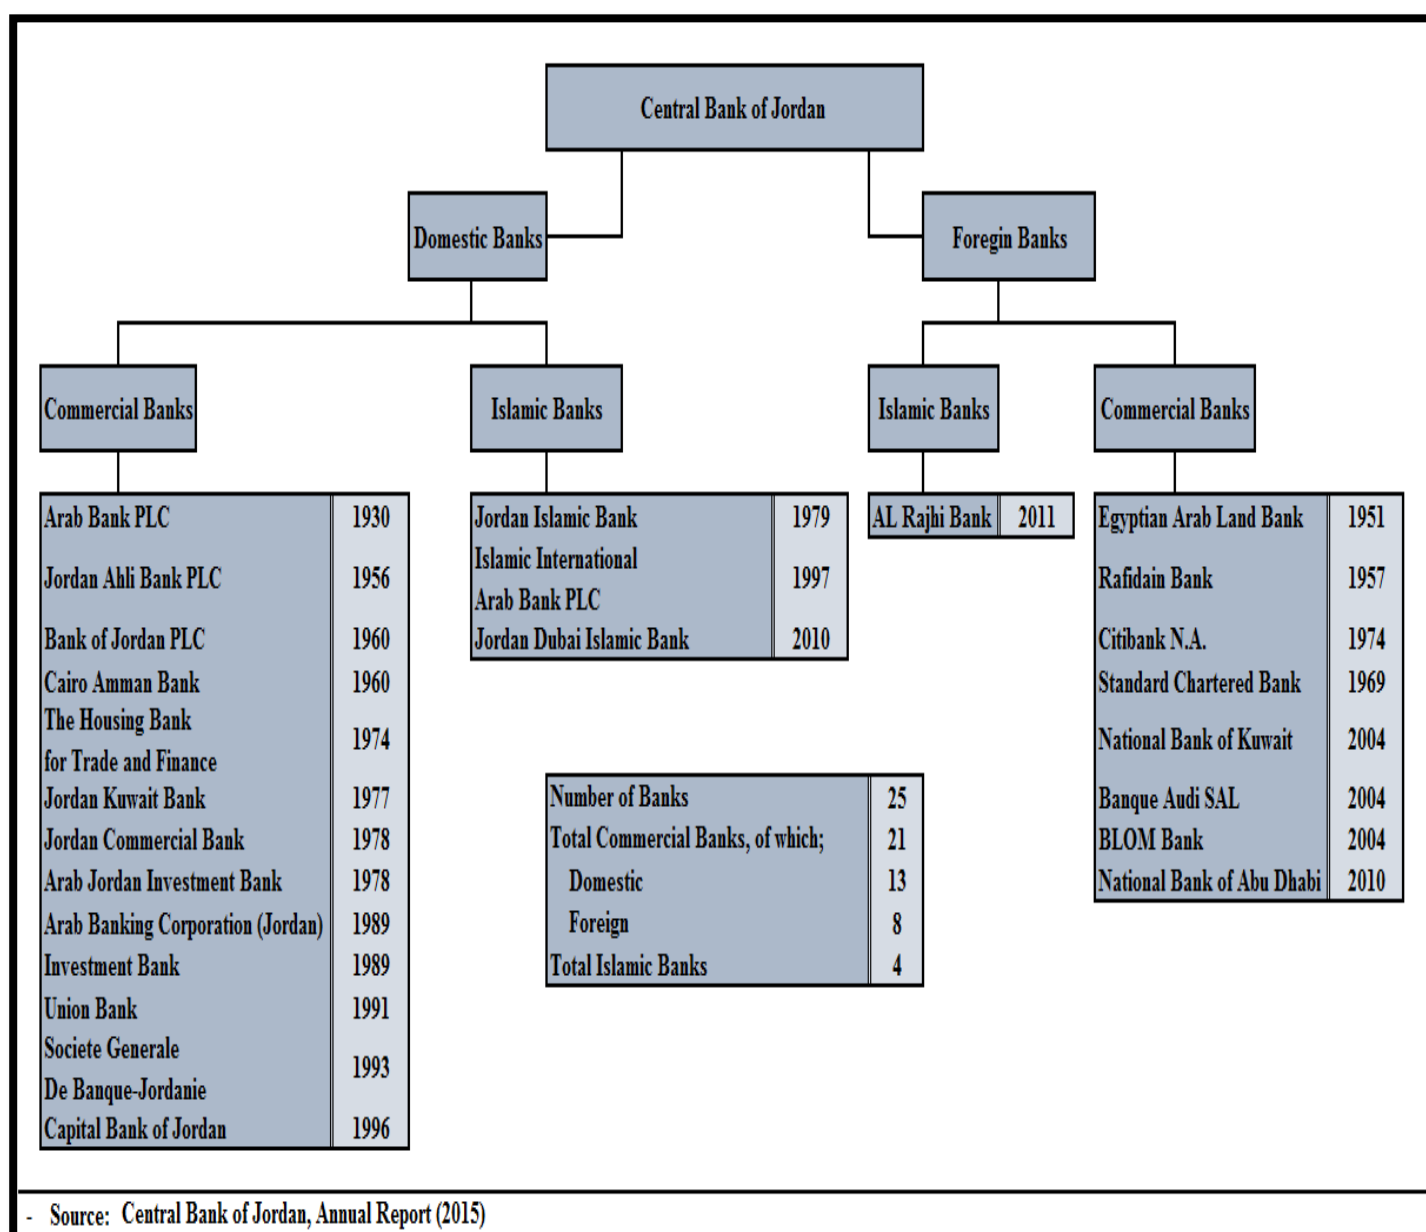 Central Bank of Jordan
Domestic Banks
Foregin Banks
Commercial Banks
Islamic Banks
Islamic Banks
Commercial Banks
Arab Bank PLC 1930
Jordan Ahli Bank PLC 1956
Bank of Jordan PLC 1960
Cairo Amman Bank 1960
The Housing Bank
for Trade and Finance 1974
Jordan Kuwait Bank 1977
Jordan Commercial Bank 1978
Arab Jordan Investment Bank 1978
Arab Banking Corporation (Jordan) 1989
Investment Bank 1989
Union Bank 1991
Societe Generale
De Banque-Jordanie 1993
Capital Bank of Jordan 1996
Jordan Islamic Bank 1979
Islamic International
Arab Bank PLC 1997
Jordan Dubai Islamic Bank 2010
AL Rajhi Bank 2011
Egyptian Arab Land Bank 1951
Rafidain Bank 1957
Citibank N.A. 1974
Standard Chartered Bank 1969
National Bank of Kuwait 2004
Banque Audi SAL 2004
BLOM Bank 2004
National Bank of Abu Dhabi 2010
Number of Banks 25
Total Commercial Banks, of which; 21
Domestic 13
Foreign 8
Total Islamic Banks 4
- Source: Central Bank of Jordan, Annual Report (2015)